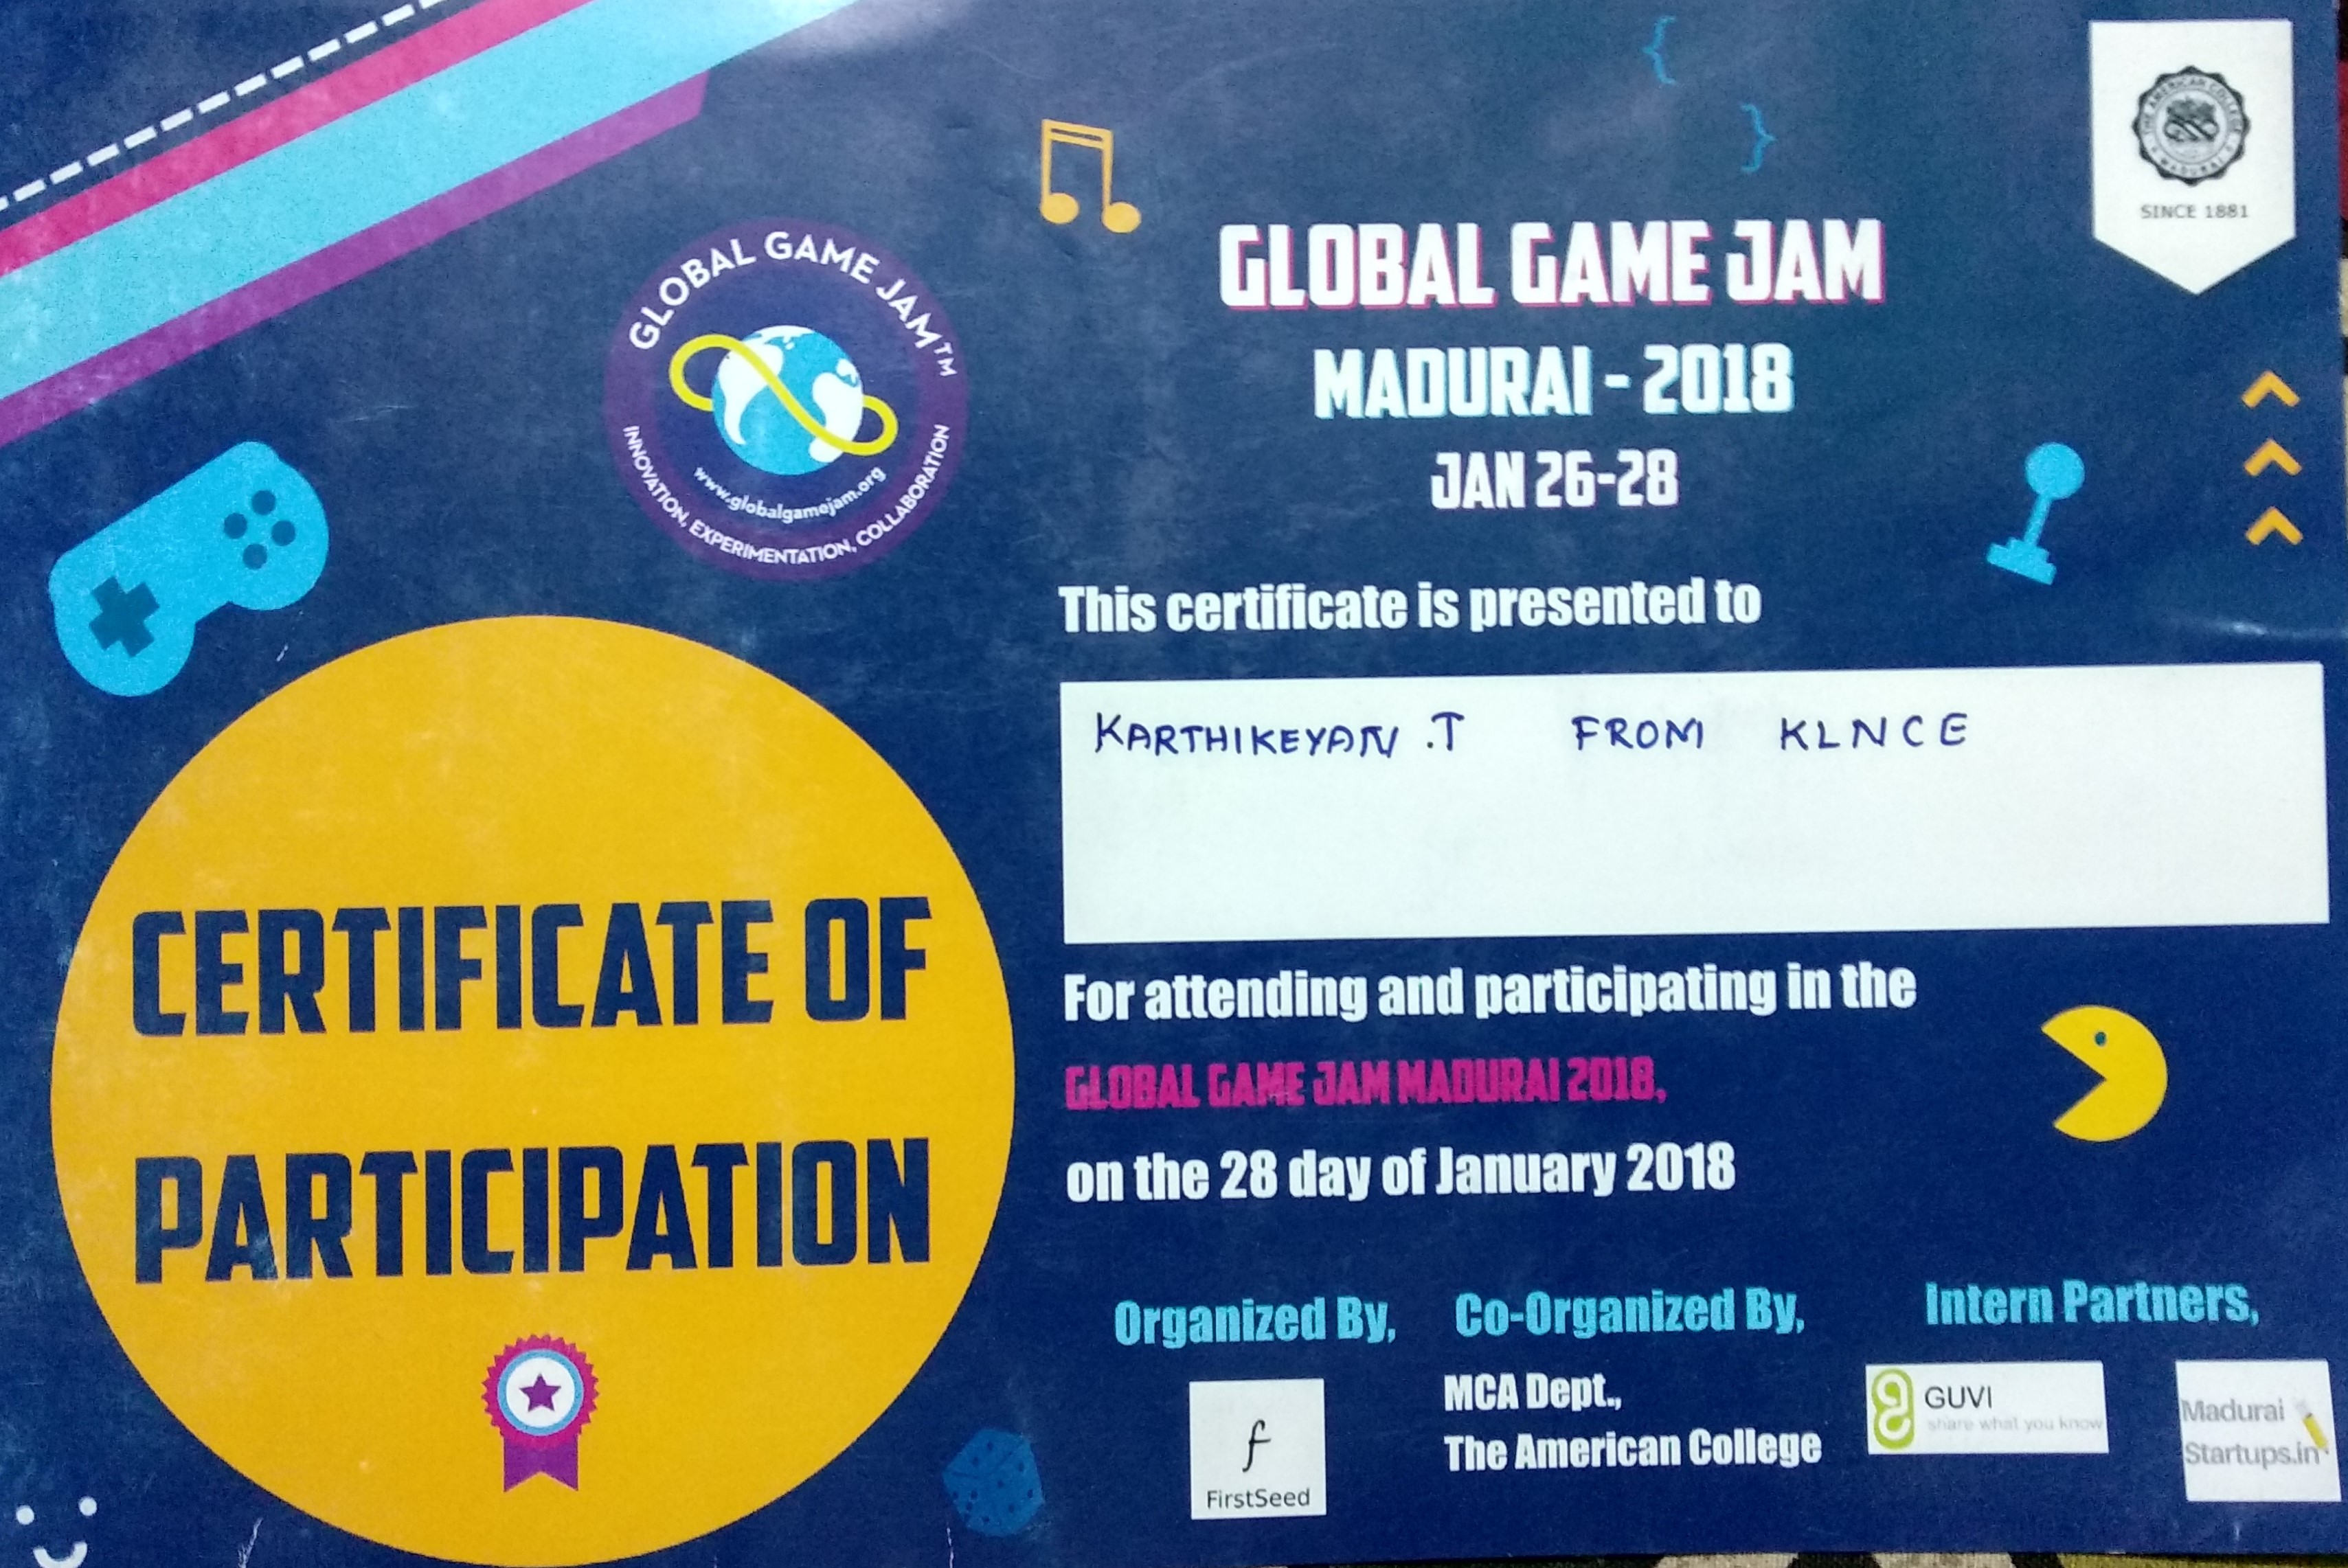 THE AMERICAN COLLEGE
MADURAI
SINCE 1881
GLOBAL GAME JAM™
www.globalgamejam.org
INNOVATION, EXPERIMENTATION, COLLABORATION
GLOBAL GAME JAM
MADURAI - 2018
JAN 26-28
This certificate is presented to
KARTHIKEYAN .T FROM KLNCE
CERTIFICATE OF
PARTICIPATION
For attending and participating in the
GLOBAL GAME JAM MADURAI 2018,
on the 28 day of January 2018
Organized By,
f
FirstSeed
Co-Organized By,
MCA Dept.,
The American College
Intern Partners,
GUVI
share what you know
Madurai
Startups.in